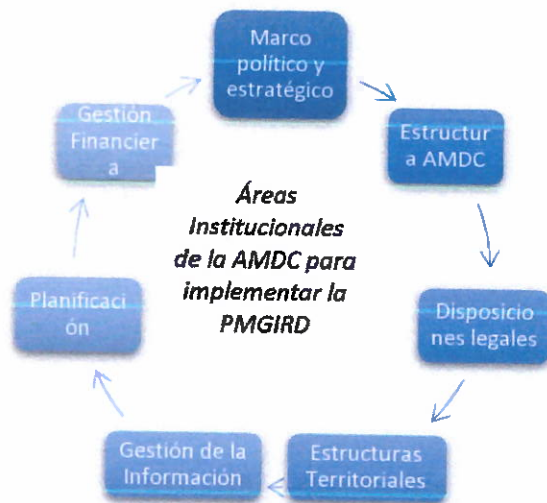 Marco
político y
estratégico
Estructur
a AMDC
Disposicio
nes legales
Estructuras
Territoriales
Gestión de la
Información
Planificaci
ón
Gestión
Financier
a
Áreas
Institucionales
de la AMDC para
implementar la
PMGIRD